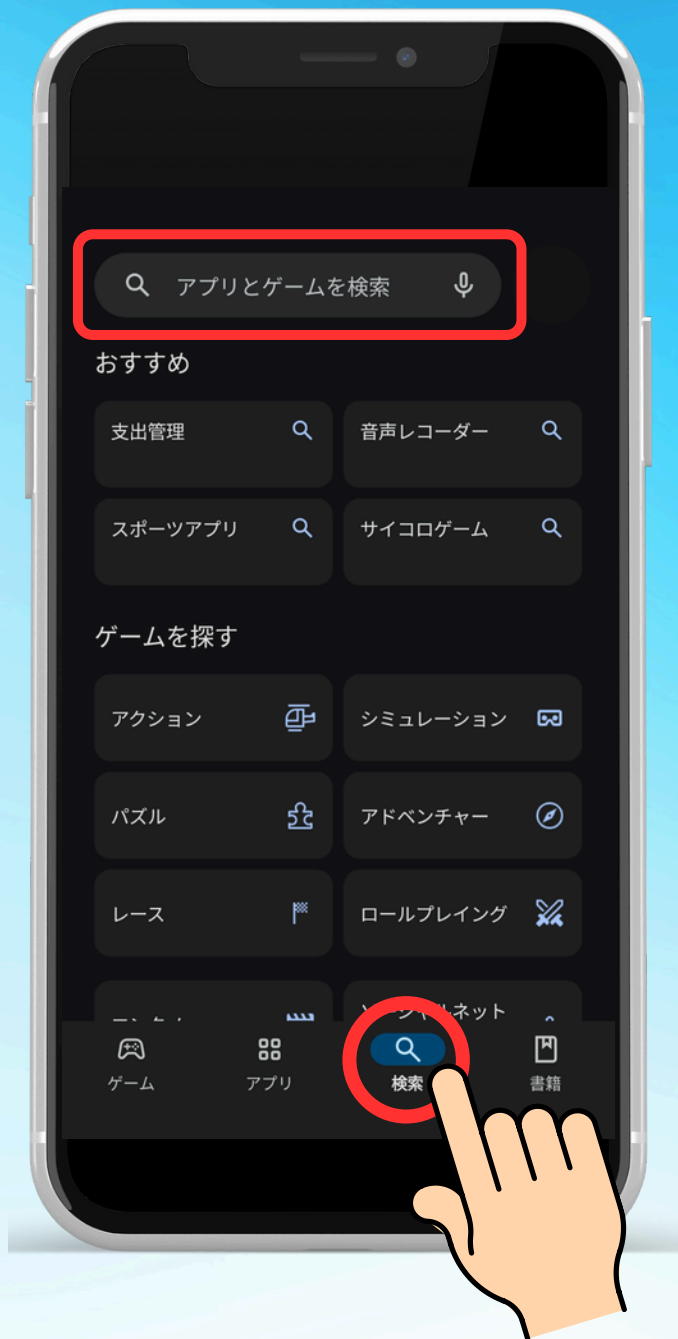 アプリとゲームを検索
おすすめ
支出管理
音声レコーダー
スポーツアプリ
サイコロゲーム
ゲームを探す
アクション
シミュレーション
パズル
アドベンチャー
レース
ロールプレイング
ゲーム
アプリ
検索
書籍